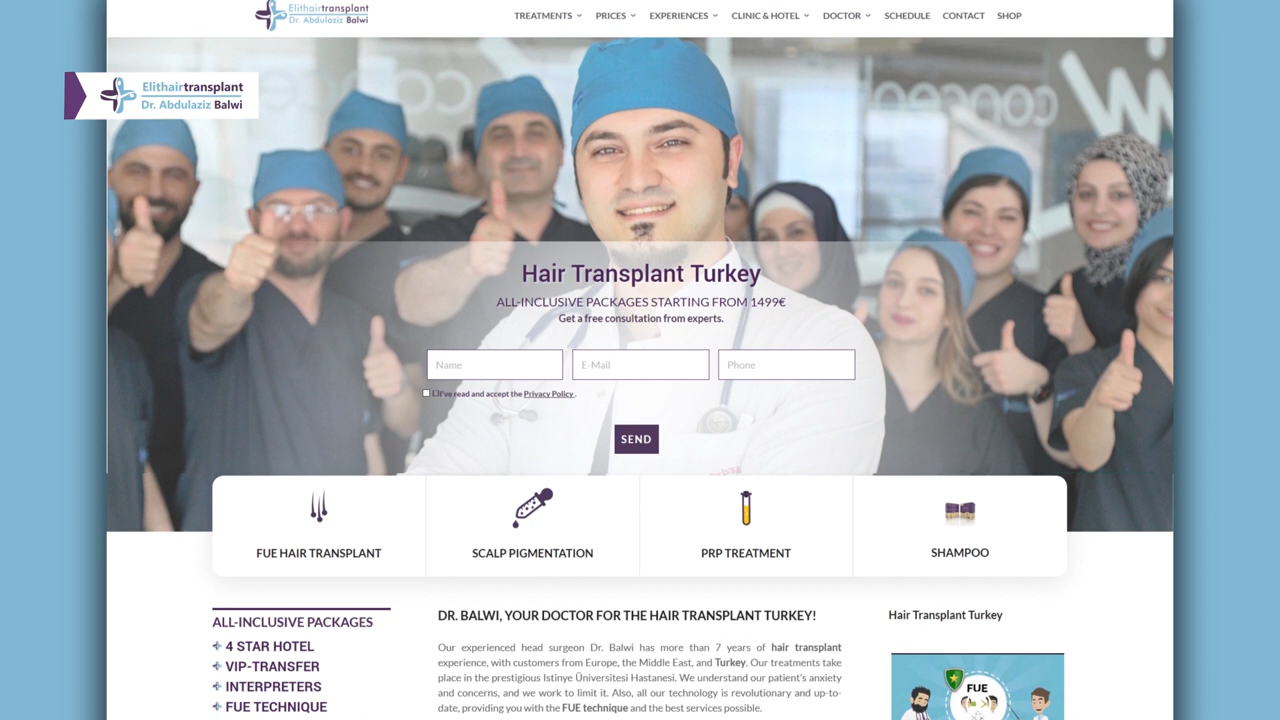 Elithairtransplant
Dr. Abdulaziz Balwi
TREATMENTS PRICES EXPERIENCES CLINIC & HOTEL DOCTOR SCHEDULE CONTACT SHOP
Elithairtransplant
Dr. Abdulaziz Balwi
Hair Transplant Turkey
ALL-INCLUSIVE PACKAGES STARTING FROM 1499€
Get a free consultation from experts.
Name E-Mail Phone
I've read and accept the Privacy Policy .
SEND
FUE HAIR TRANSPLANT SCALP PIGMENTATION PRP TREATMENT SHAMPOO
ALL-INCLUSIVE PACKAGES
4 STAR HOTEL
VIP-TRANSFER
INTERPRETERS
FUE TECHNIQUE
DR. BALWI, YOUR DOCTOR FOR THE HAIR TRANSPLANT TURKEY!
Our experienced head surgeon Dr. Balwi has more than 7 years of hair transplant
experience, with customers from Europe, the Middle East, and Turkey. Our treatments take
place in the prestigious Istinye Üniversitesi Hastanesi. We understand our patient's anxiety
and concerns, and we work to limit it. Also, all our technology is revolutionary and up-to-
date, providing you with the FUE technique and the best services possible.
Hair Transplant Turkey
FUE